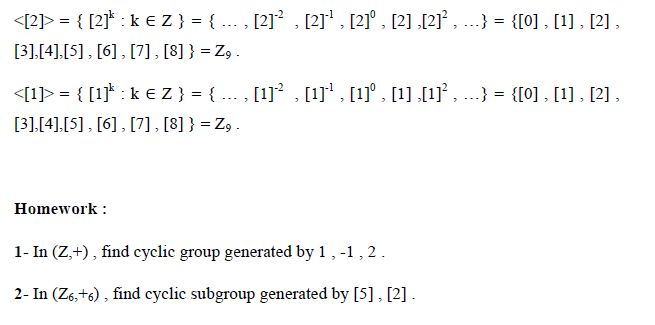 <[2]> = { [2]ᵏ : k ∈ Z } = { … , [2]⁻² , [2]⁻¹ , [2]⁰ , [2] ,[2]² , …} = {[0] , [1] , [2] ,
[3],[4],[5] , [6] , [7] , [8] } = Z₉ .
<[1]> = { [1]ᵏ : k ∈ Z } = { … , [1]⁻² , [1]⁻¹ , [1]⁰ , [1] ,[1]² , …} = {[0] , [1] , [2] ,
[3],[4],[5] , [6] , [7] , [8] } = Z₉ .
Homework :
1- In (Z,+) , find cyclic group generated by 1 , -1 , 2 .
2- In (Z₆,+₆) , find cyclic subgroup generated by [5] , [2] .